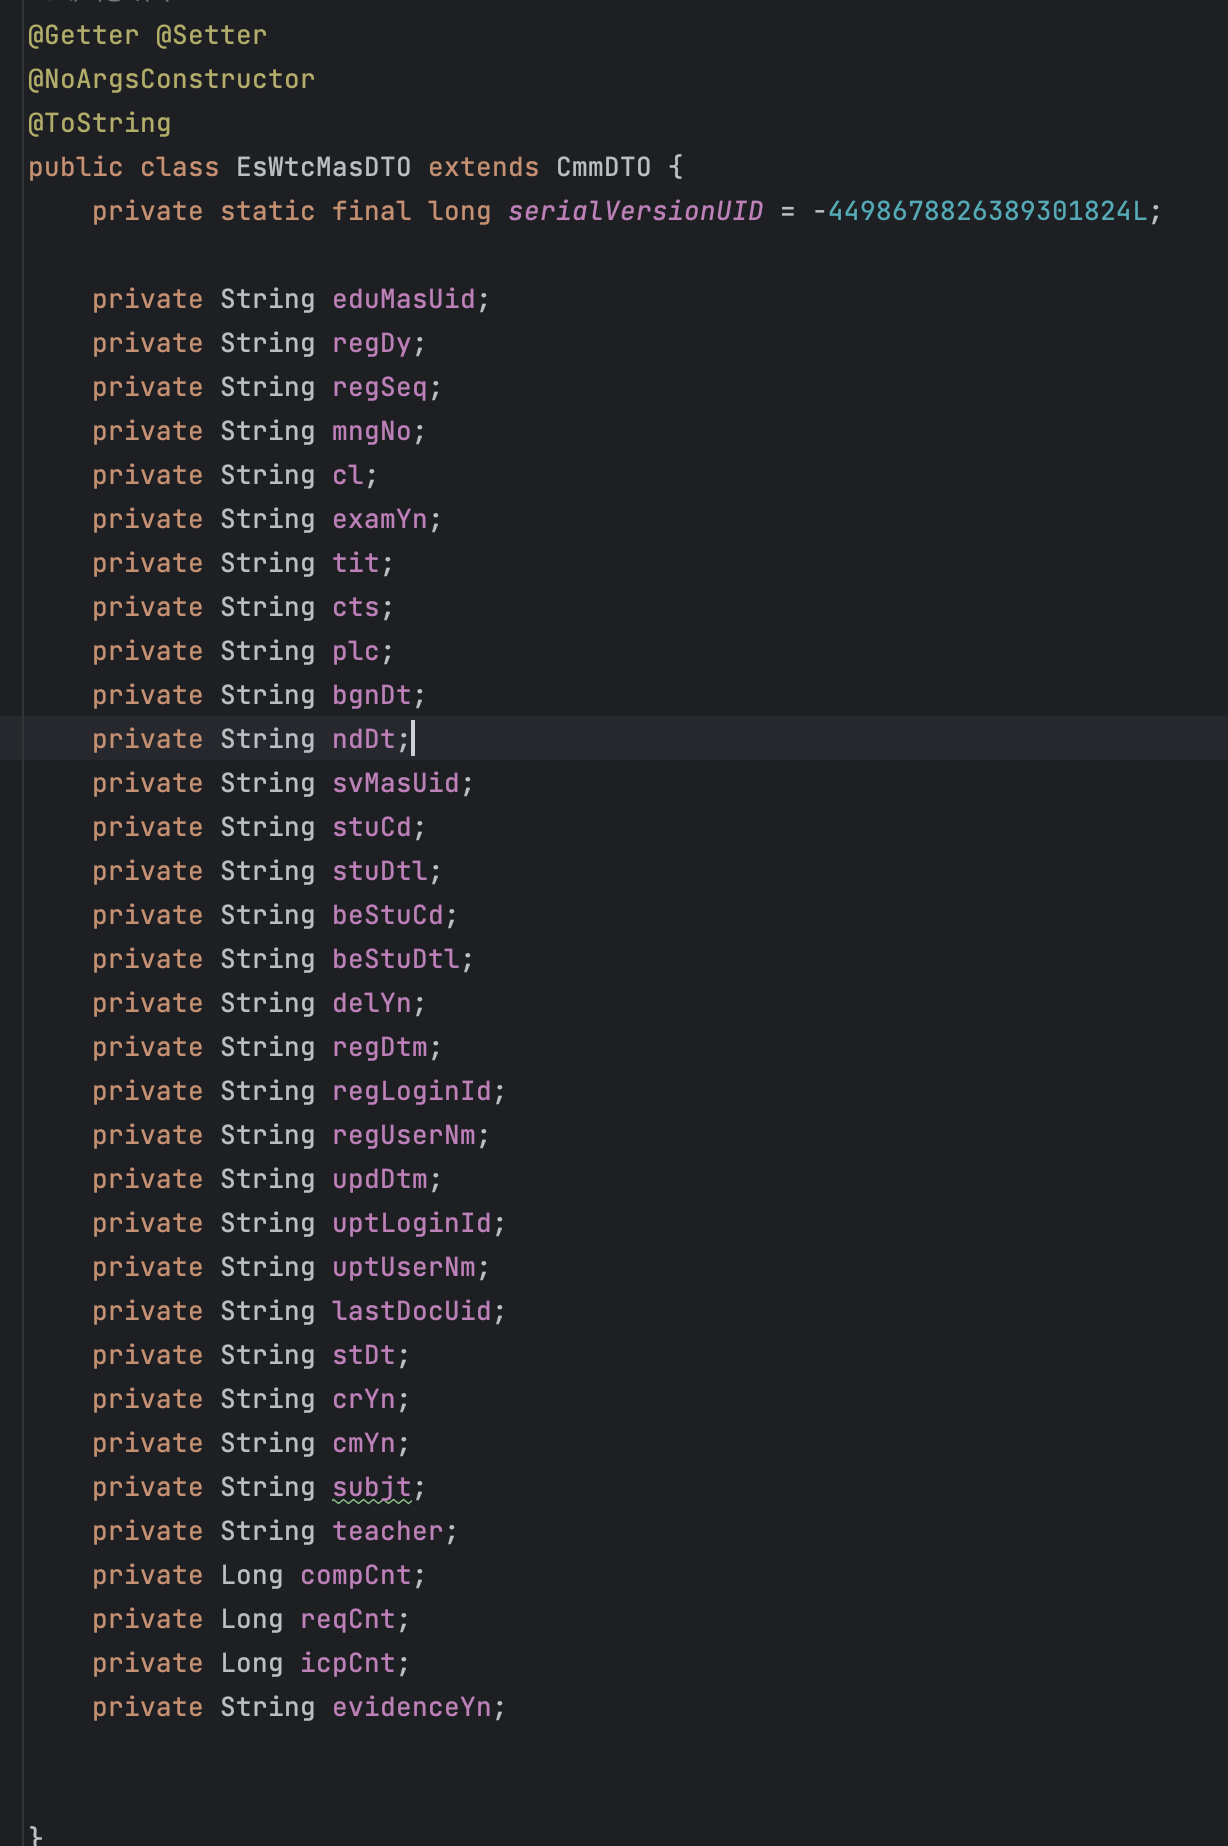 @Getter @Setter
@NoArgsConstructor
@ToString
public class EsWtcMasDTO extends CmmDTO {
    private static final long serialVersionUID = -4498678826389301824L;

    private String eduMasUid;
    private String regDy;
    private String regSeq;
    private String mngNo;
    private String cl;
    private String examYn;
    private String tit;
    private String cts;
    private String plc;
    private String bgnDt;
    private String ndDt;
    private String svMasUid;
    private String stuCd;
    private String stuDtl;
    private String beStuCd;
    private String beStuDtl;
    private String delYn;
    private String regDtm;
    private String regLoginId;
    private String regUserNm;
    private String updDtm;
    private String uptLoginId;
    private String uptUserNm;
    private String lastDocUid;
    private String stDt;
    private String crYn;
    private String cmYn;
    private String subjt;
    private String teacher;
    private Long compCnt;
    private Long reqCnt;
    private Long icpCnt;
    private String evidenceYn;

}